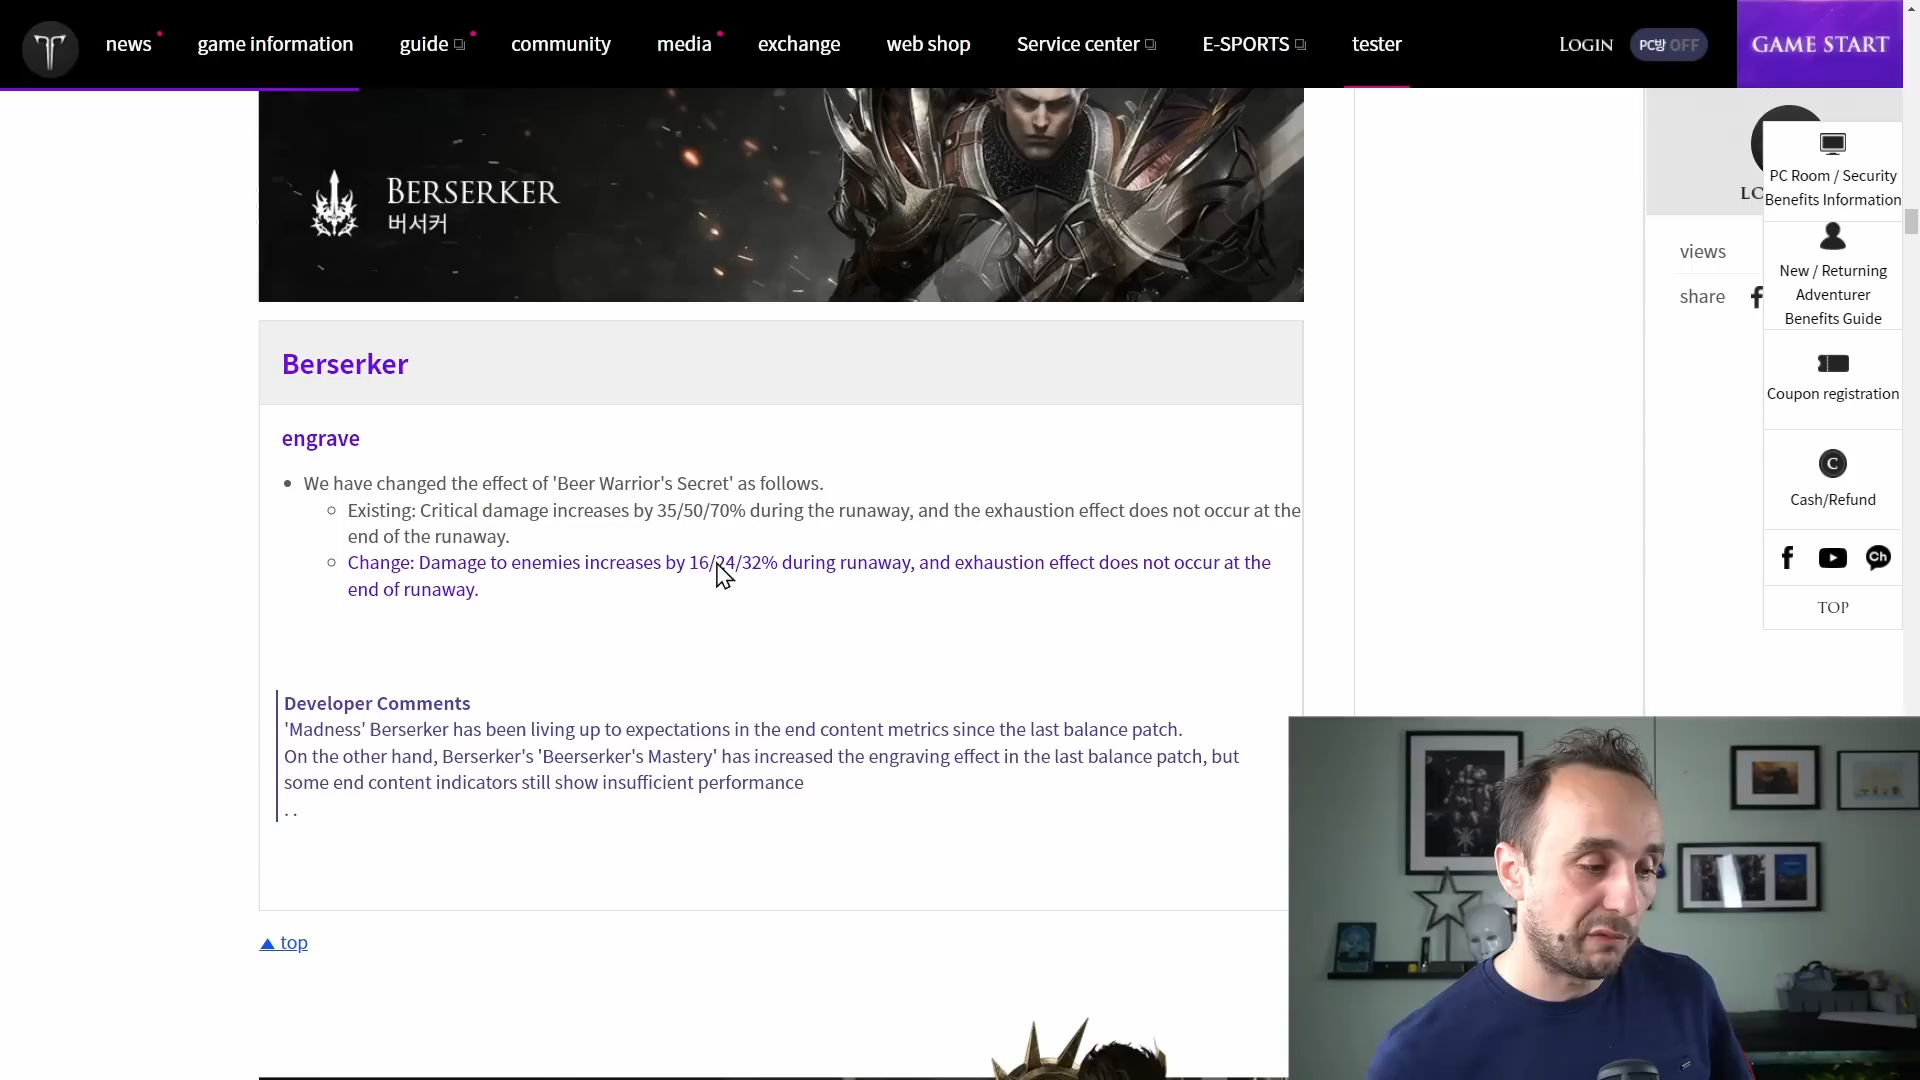 news
game information
guide
community
media
exchange
web shop
Service center
E-SPORTS
tester
LOGIN
PC방 OFF
GAME START
BERSERKER
버서커
PC Room / Security
Benefits Information
views
New / Returning
Adventurer
Benefits Guide
share
Berserker
Coupon registration
engrave
We have changed the effect of 'Beer Warrior's Secret' as follows.
Cash/Refund
Existing: Critical damage increases by 35/50/70% during the runaway, and the exhaustion effect does not occur at the
end of the runaway.
Change: Damage to enemies increases by 16/24/32% during runaway, and exhaustion effect does not occur at the
end of runaway.
TOP
Developer Comments
'Madness' Berserker has been living up to expectations in the end content metrics since the last balance patch.
On the other hand, Berserker's 'Beerserker's Mastery' has increased the engraving effect in the last balance patch, but
some end content indicators still show insufficient performance
. .
▲ top